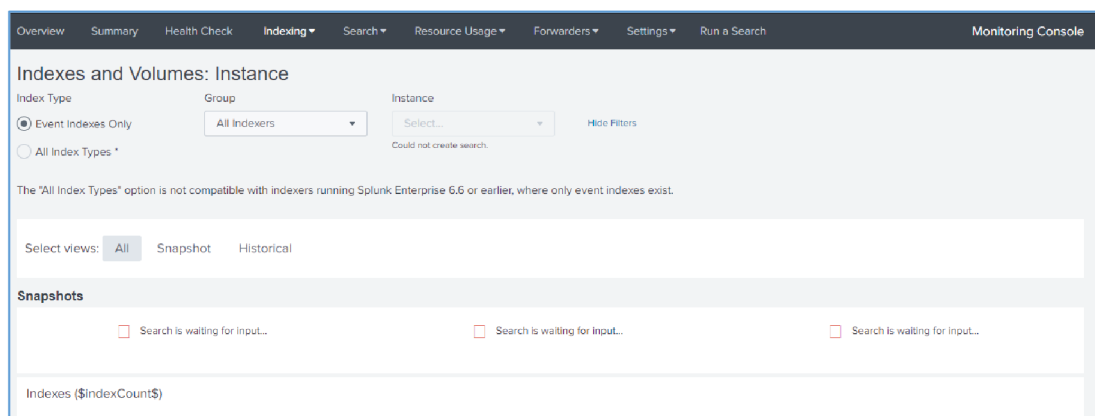 Overview Summary Health Check Indexing Search Resource Usage Forwarders Settings Run a Search Monitoring Console
Indexes and Volumes: Instance
Index Type Group Instance
Event Indexes Only All Indexers Select... Hide Filters
Could not create search.
All Index Types *
The "All Index Types" option is not compatible with indexers running Splunk Enterprise 6.6 or earlier, where only event indexes exist.
Select views: All Snapshot Historical
Snapshots
Search is waiting for input... Search is waiting for input... Search is waiting for input...
Indexes ($indexCount$)